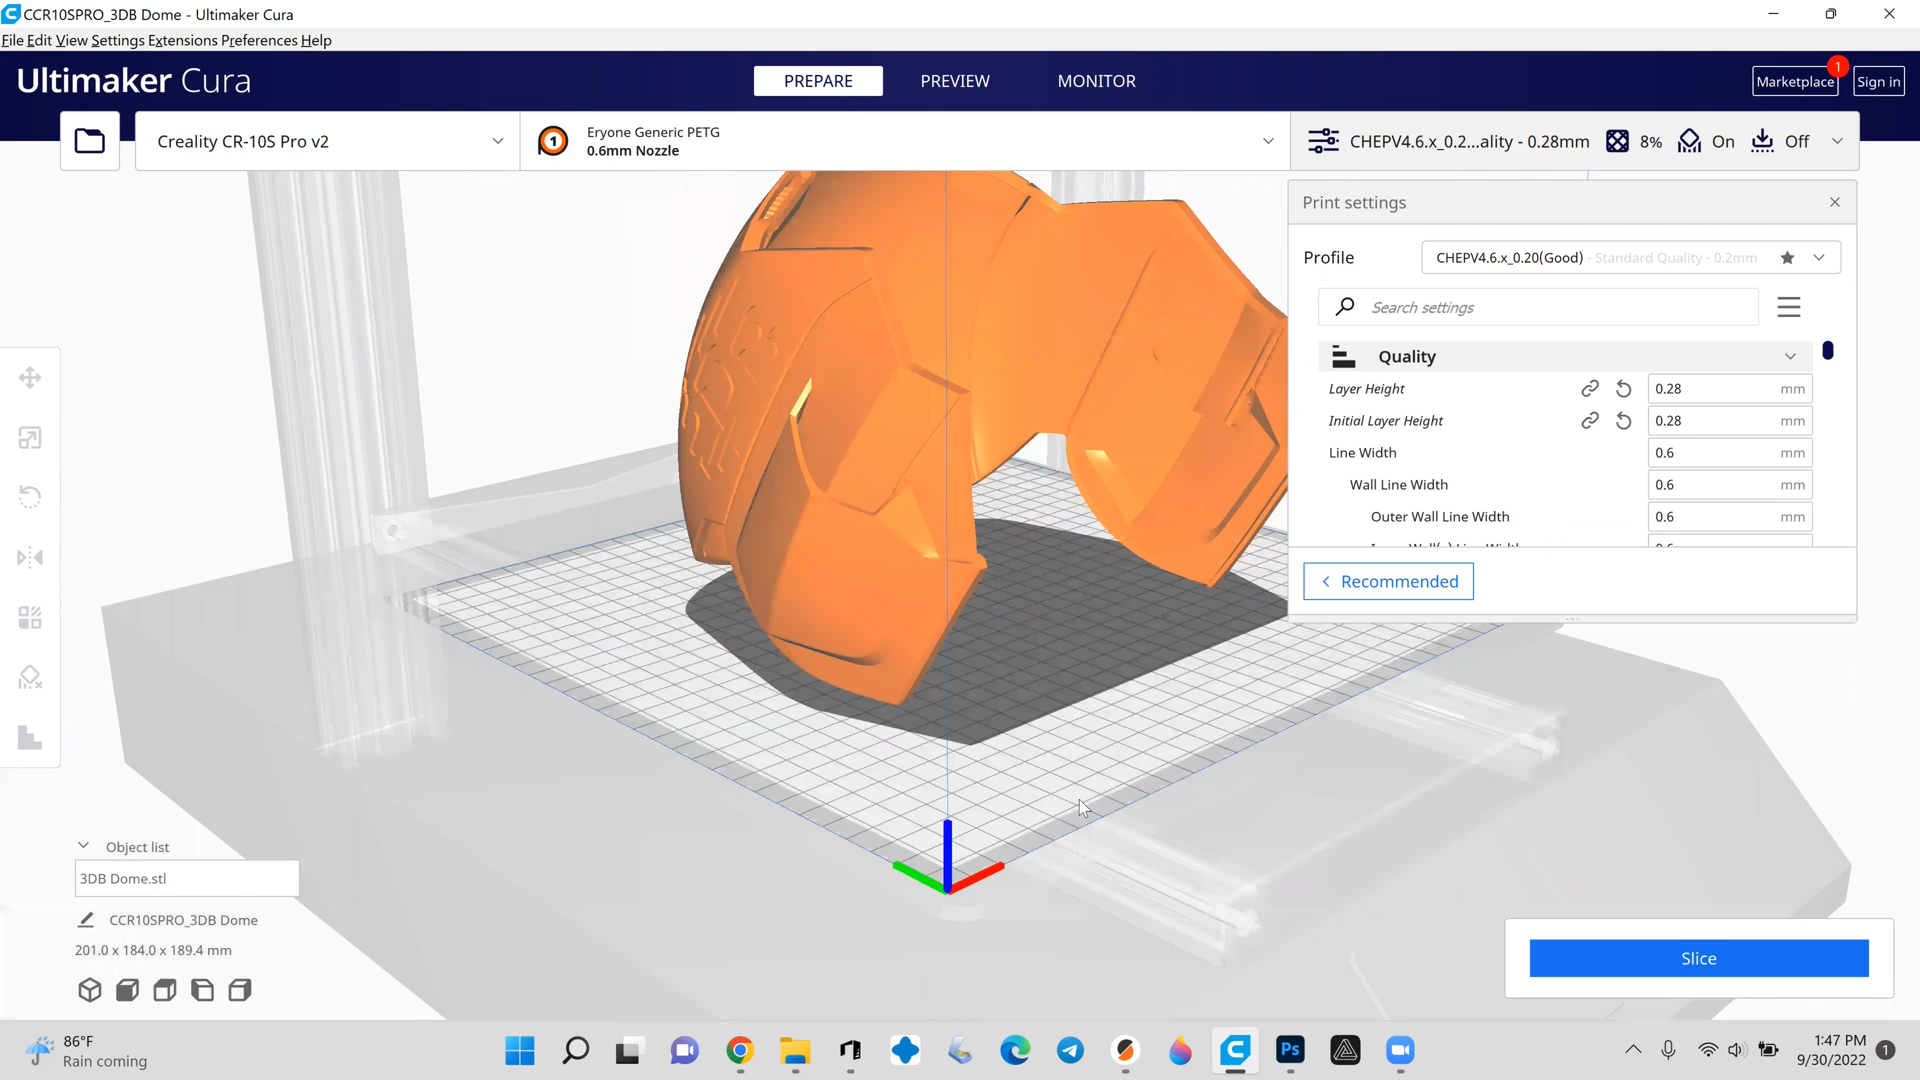 CCR10SPRO_3DB Dome - Ultimaker Cura
File Edit View Settings Extensions Preferences Help
Ultimaker Cura
PREPARE
PREVIEW
MONITOR
Marketplace
1
Sign in
Creality CR-10S Pro v2
1
Eryone Generic PETG
0.6mm Nozzle
CHEPV4.6.x_0.2...ality - 0.28mm
8%
On
Off
Print settings
Profile
CHEPV4.6.x_0.20(Good) - Standard Quality - 0.2mm
Search settings
Quality
Layer Height
0.28 mm
Initial Layer Height
0.28 mm
Line Width
0.6 mm
Wall Line Width
0.6 mm
Outer Wall Line Width
0.6 mm
Recommended
Object list
3DB Dome.stl
CCR10SPRO_3DB Dome
201.0 x 184.0 x 189.4 mm
Slice
86°F
Rain coming
Ps
1:47 PM
9/30/2022
1